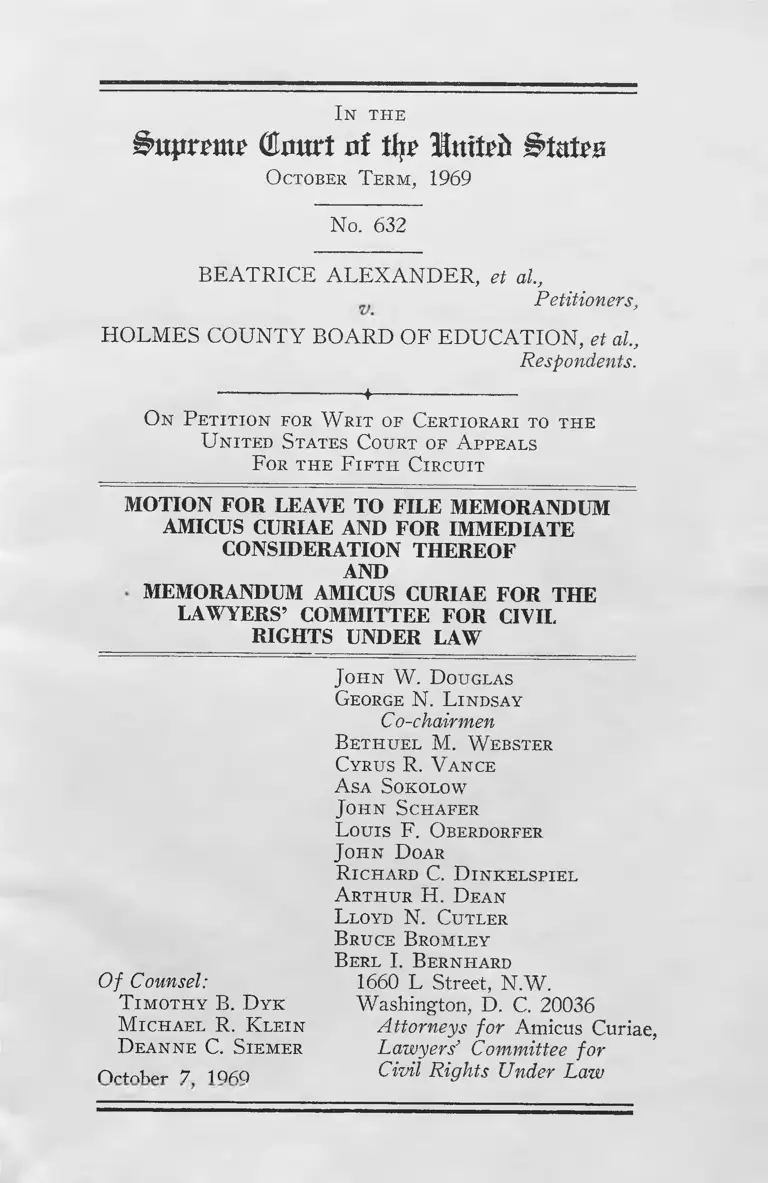 IN THE
Supreme Court of the United States
OCTOBER TERM, 1969
No. 632
BEATRICE ALEXANDER, et al.,
Petitioners,
v.
HOLMES COUNTY BOARD OF EDUCATION, et al.,
Respondents.
ON PETITION FOR WRIT OF CERTIORARI TO THE
UNITED STATES COURT OF APPEALS
FOR THE FIFTH CIRCUIT
MOTION FOR LEAVE TO FILE MEMORANDUM
AMICUS CURIAE AND FOR IMMEDIATE
CONSIDERATION THEREOF
AND
MEMORANDUM AMICUS CURIAE FOR THE
LAWYERS' COMMITTEE FOR CIVIL
RIGHTS UNDER LAW
JOHN W. DOUGLAS
GEORGE N. LINDSAY
Co-chairmen
BETHUEL M. WEBSTER
CYRUS R. VANCE
ASA SOKOLOW
JOHN SCHAFER
LOUIS F. OBERDORFER
JOHN DOAR
RICHARD C. DINKELSPIEL
ARTHUR H. DEAN
LLOYD N. CUTLER
BRUCE BROMLEY
BERL I. BERNHARD
1660 L Street, N.W.
Washington, D. C. 20036
Attorneys for Amicus Curiae,
Lawyers' Committee for
Civil Rights Under Law
Of Counsel:
TIMOTHY B. DYK
MICHAEL R. KLEIN
DEANNE C. SIEMER
October 7, 1969